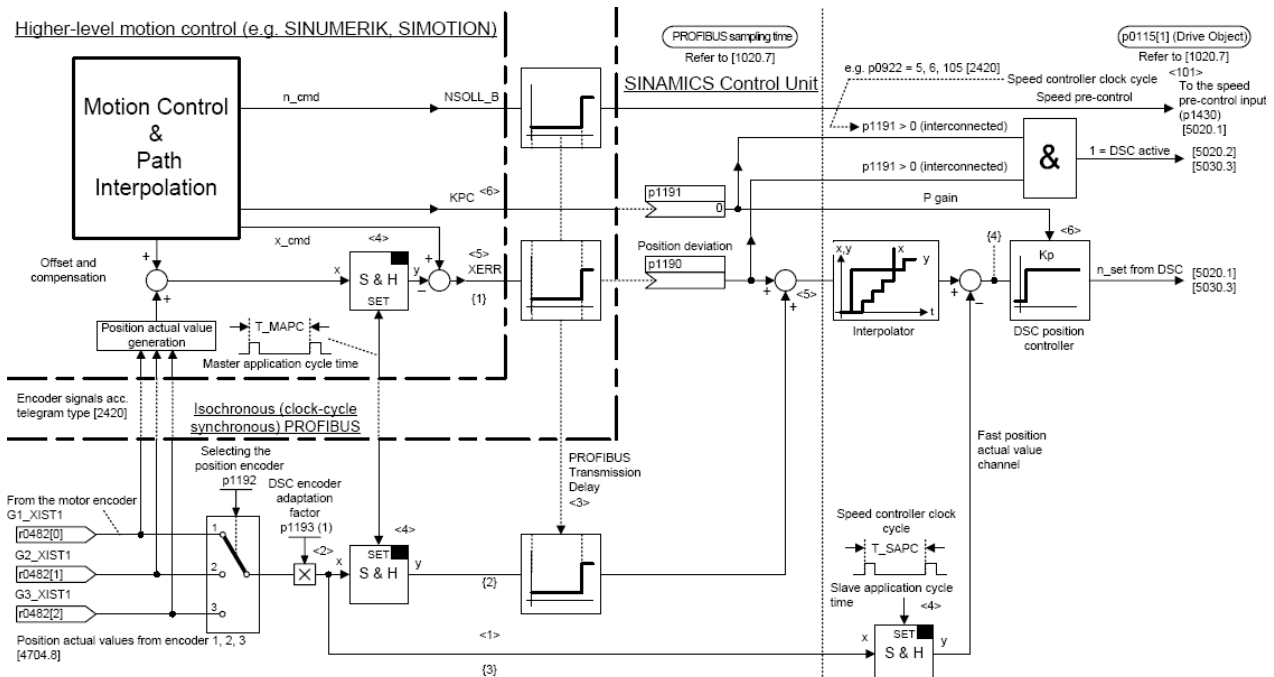 Higher-level motion control (e.g. SINUMERIK, SIMOTION)
Motion Control
&
Path
Interpolation
n_cmd
NSOLL_B
KPC
<6>
x_cmd
<4>
<5>
XERR
{1}
Offset and
compensation
+
+
x
S & H
SET
y
+
−
Position actual value
generation
T_MAPC
Master application cycle time
Encoder signals acc.
telegram type [2420]
Isochronous (clock-cycle
synchronous) PROFIBUS
PROFIBUS sampling time
Refer to [1020.7]
SINAMICS Control Unit
p0115[1] (Drive Object)
Refer to [1020.7]
<101>
To the speed
pre-control input
(p1430)
[5020.1]
e.g. p0922 = 5, 6, 105 [2420]
Speed controller clock cycle
Speed pre-control
p1191 > 0 (interconnected)
p1191 > 0 (interconnected)
&
1 = DSC active
[5020.2]
[5030.3]
p1191
0
P gain
Position deviation
p1190
+
+
<5>
x,y
x
y
t
Interpolator
+
−
{4}
<6>
Kp
DSC position
controller
n_set from DSC
[5020.1]
[5030.3]
Selecting the
position encoder
p1192
DSC encoder
adaptation
factor
p1193 (1)
<2>
From the motor encoder
G1_XIST1
r0482[0]
G2_XIST1
r0482[1]
G3_XIST1
r0482[2]
1
2
3
Position actual values from encoder 1, 2, 3
[4704.8]
<4>
x
SET
S & H
y
{2}
PROFIBUS
Transmission
Delay
<3>
<1>
{3}
Fast position
actual value
channel
Speed controller clock
cycle
T_SAPC
Slave application cycle
time
<4>
x
SET
S & H
y